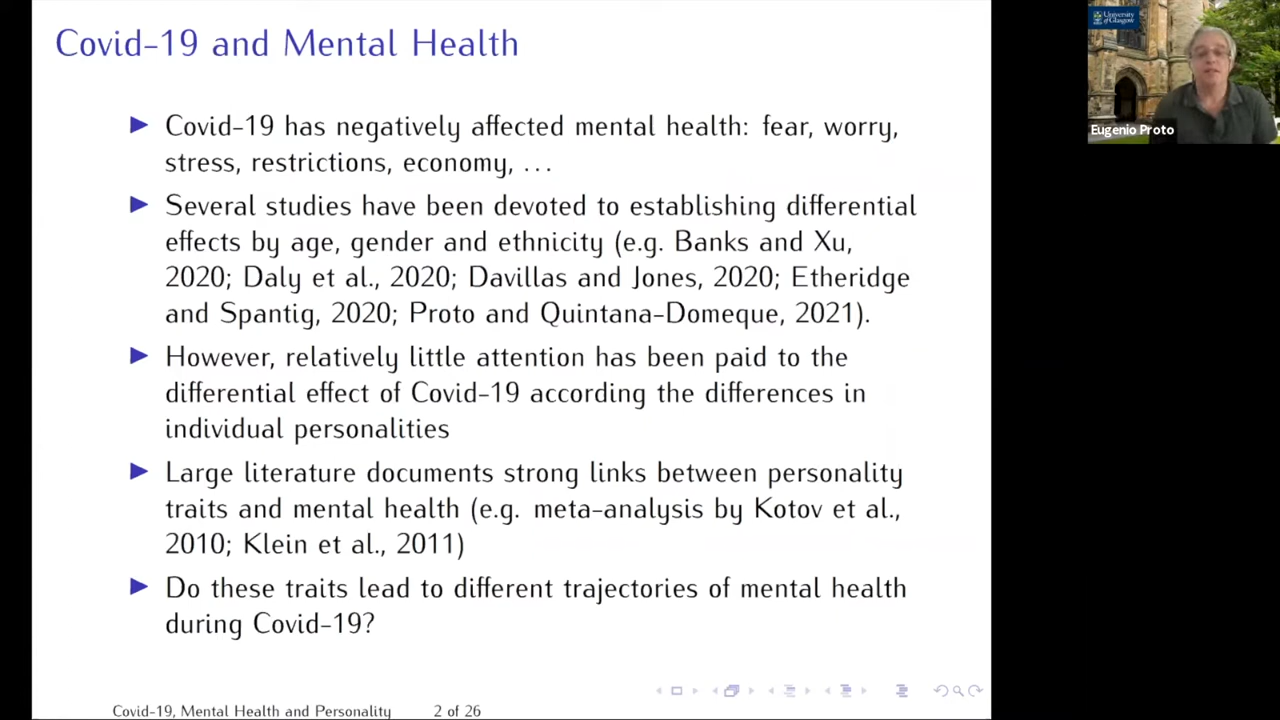 Covid-19 and Mental Health
Covid-19 has negatively affected mental health: fear, worry,
stress, restrictions, economy, ...
Several studies have been devoted to establishing differential
effects by age, gender and ethnicity (e.g. Banks and Xu,
2020; Daly et al., 2020; Davillas and Jones, 2020; Etheridge
and Spantig, 2020; Proto and Quintana-Domeque, 2021).
However, relatively little attention has been paid to the
differential effect of Covid-19 according the differences in
individual personalities
Large literature documents strong links between personality
traits and mental health (e.g. meta-analysis by Kotov et al.,
2010; Klein et al., 2011)
Do these traits lead to different trajectories of mental health
during Covid-19?
Covid-19, Mental Health and Personality 2 of 26
University
of Glasgow
Eugenio Proto